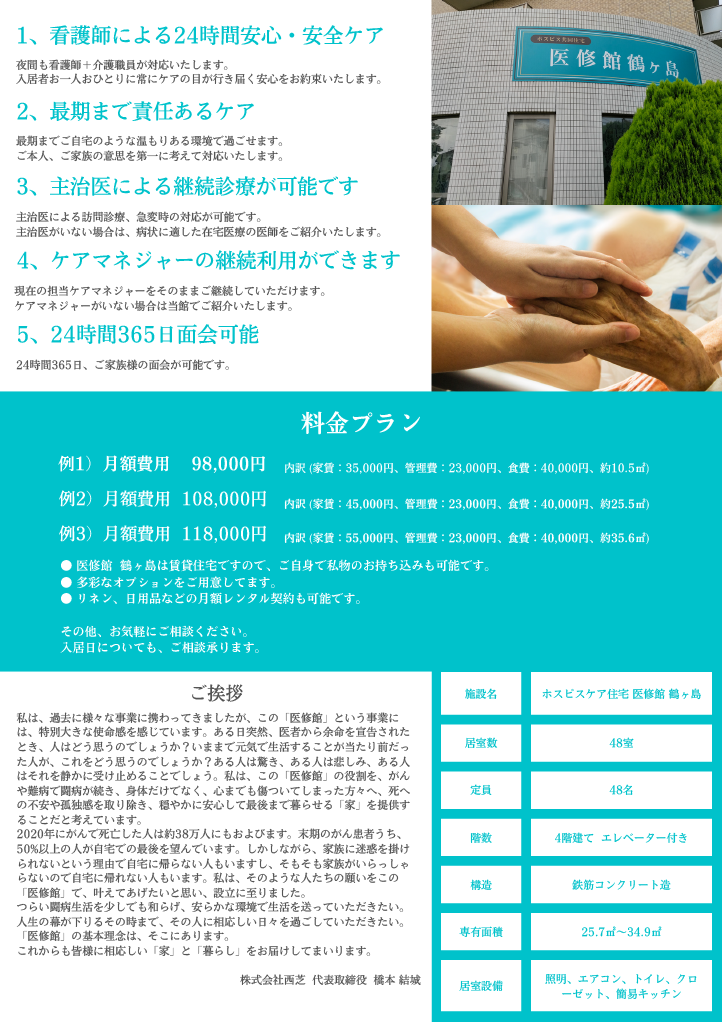 1、看護師による24時間安心・安全ケア
夜間も看護師＋介護職員が対応いたします。
入居者お一人おひとりに常にケアの目が行き届く安心をお約束いたします。
2、最期まで責任あるケア
最期までご自宅のような温もりある環境で過ごせます。
ご本人、ご家族の意思を第一に考えて対応いたします。
3、主治医による継続診療が可能です
主治医による訪問診療、急変時の対応が可能です。
主治医がいない場合は、病状に適した在宅医療の医師をご紹介いたします。
4、ケアマネジャーの継続利用ができます
現在の担当ケアマネジャーをそのままご継続していただけます。
ケアマネジャーがいない場合は当館でご紹介いたします。
5、24時間365日面会可能
24時間365日、ご家族様の面会が可能です。
医修館鶴ヶ島
料金プラン
例1）月額費用 98,000円 内訳 (家賃：35,000円、管理費：23,000円、食費：40,000円、約10.5㎡)
例2）月額費用 108,000円 内訳 (家賃：45,000円、管理費：23,000円、食費：40,000円、約25.5㎡)
例3）月額費用 118,000円 内訳 (家賃：55,000円、管理費：23,000円、食費：40,000円、約35.6㎡)
● 医修館 鶴ヶ島は賃貸住宅ですので、ご自身で私物のお持ち込みも可能です。
● 多彩なオプションをご用意してます。
● リネン、日用品などの月額レンタル契約も可能です。
その他、お気軽にご相談ください。
入居日についても、ご相談承ります。
ご挨拶
私は、過去に様々な事業に携わってきましたが、この「医修館」という事業に
は、特別大きな使命感を感じています。ある日突然、医者から余命を宣告された
とき、人はどう思うのでしょうか？いままで元気で生活することが当たり前だっ
た人が、これをどう思うのでしょうか？ある人は驚き、ある人は悲しみ、ある人
はそれを静かに受け止めることでしょう。私は、この「医修館」の役割を、がん
や難病で闘病が続き、身体だけでなく、心までも傷ついてしまった方々へ、死へ
の不安や孤独感を取り除き、穏やかに安心して最後まで暮らせる「家」を提供す
ることだと考えています。
2020年にがんで死亡した人は約38万人にもおよびます。末期のがん患者うち、
50%以上の人が自宅での最後を望んています。しかしながら、家族に迷惑を掛け
られないという理由で自宅に帰らない人もいますし、そもそも家族がいらっしゃ
らないので自宅に帰れない人もいます。私は、そのような人たちの願いをこの
「医修館」で、叶えてあげたいと思い、設立に至りました。
つらい闘病生活を少しでも和らげ、安らかな環境で生活を送っていただきたい。
人生の幕が下りるその時まで、その人に相応しい日々を過ごしていただきたい。
「医修館」の基本理念は、そこにあります。
これからも皆様に相応しい「家」と「暮らし」をお届けしてまいります。
株式会社西芝 代表取締役 橋本 結城
施設名 ホスピスケア住宅 医修館 鶴ヶ島
居室数 48室
定員 48名
階数 4階建て エレベーター付き
構造 鉄筋コンクリート造
専有面積 25.7㎡〜34.9㎡
居室設備 照明、エアコン、トイレ、クロ
ーゼット、簡易キッチン